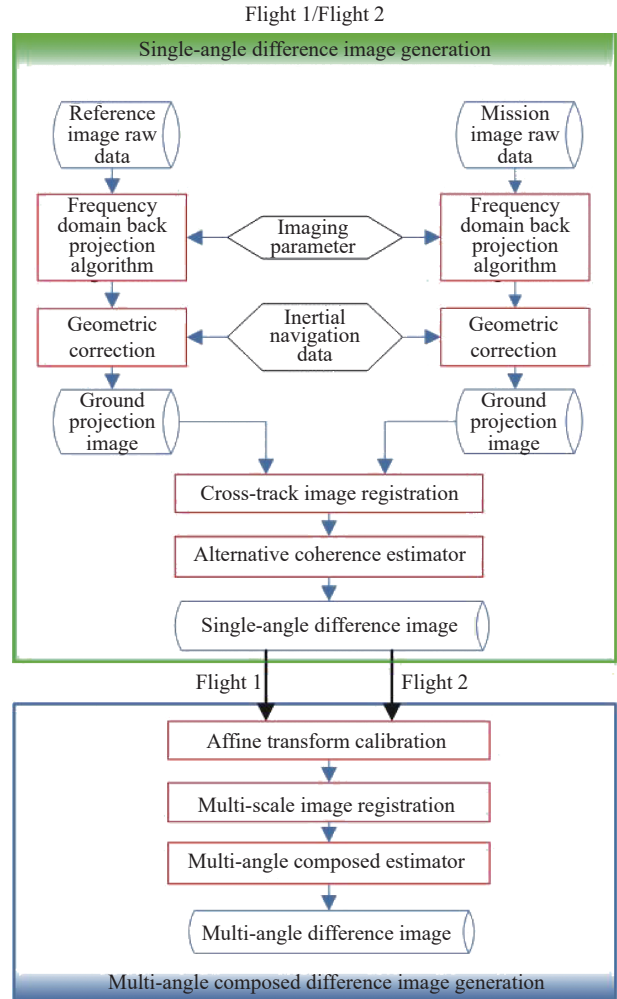 Flight 1/Flight 2
Single-angle difference image generation
Reference
image raw
data
Mission
image raw
data
Frequency
domain back
projection
algorithm
Imaging
parameter
Frequency
domain back
projection
algorithm
Geometric
correction
Inertial
navigation
data
Geometric
correction
Ground
projection
image
Ground
projection
image
Cross-track image registration
Alternative coherence estimator
Single-angle difference image
Flight 1
Flight 2
Affine transform calibration
Multi-scale image registration
Multi-angle composed estimator
Multi-angle difference image
Multi-angle composed difference image generation